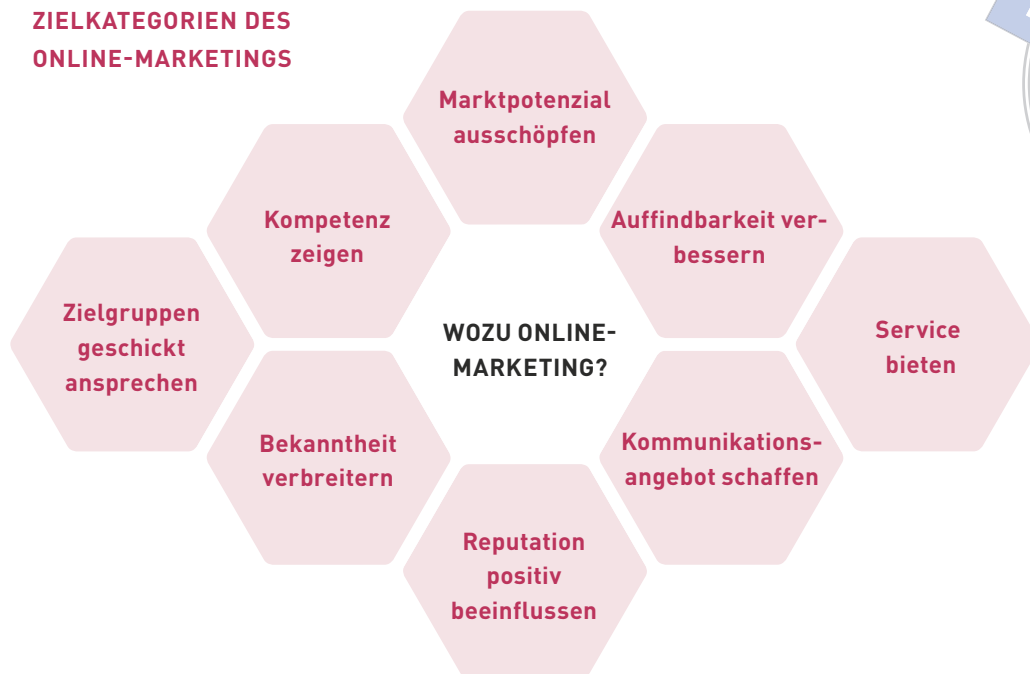 ZIELKATEGORIEN DES
ONLINE-MARKETINGS
Marktpotenzial
ausschöpfen
Kompetenz
zeigen
Auffindbarkeit ver-
bessern
Zielgruppen
geschickt
ansprechen
WOZU ONLINE-
MARKETING?
Service
bieten
Bekanntheit
verbreitern
Kommunikations-
angebot schaffen
Reputation
positiv
beeinflussen